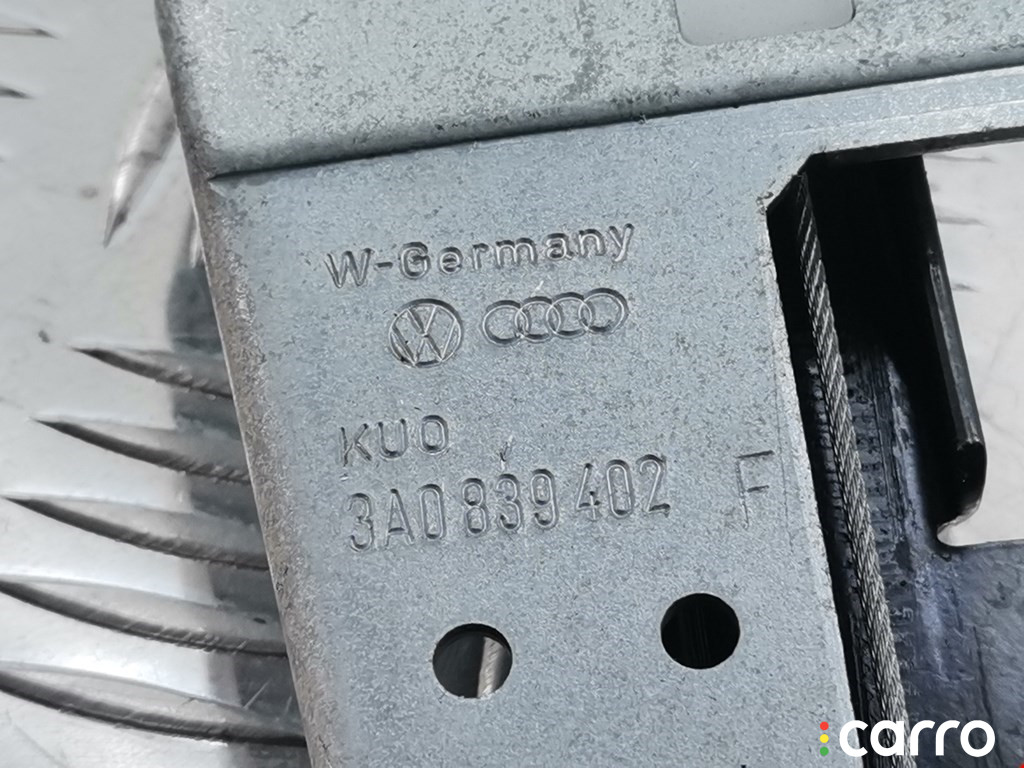 W-Germany
KUO
3A0 839 402 F
carro